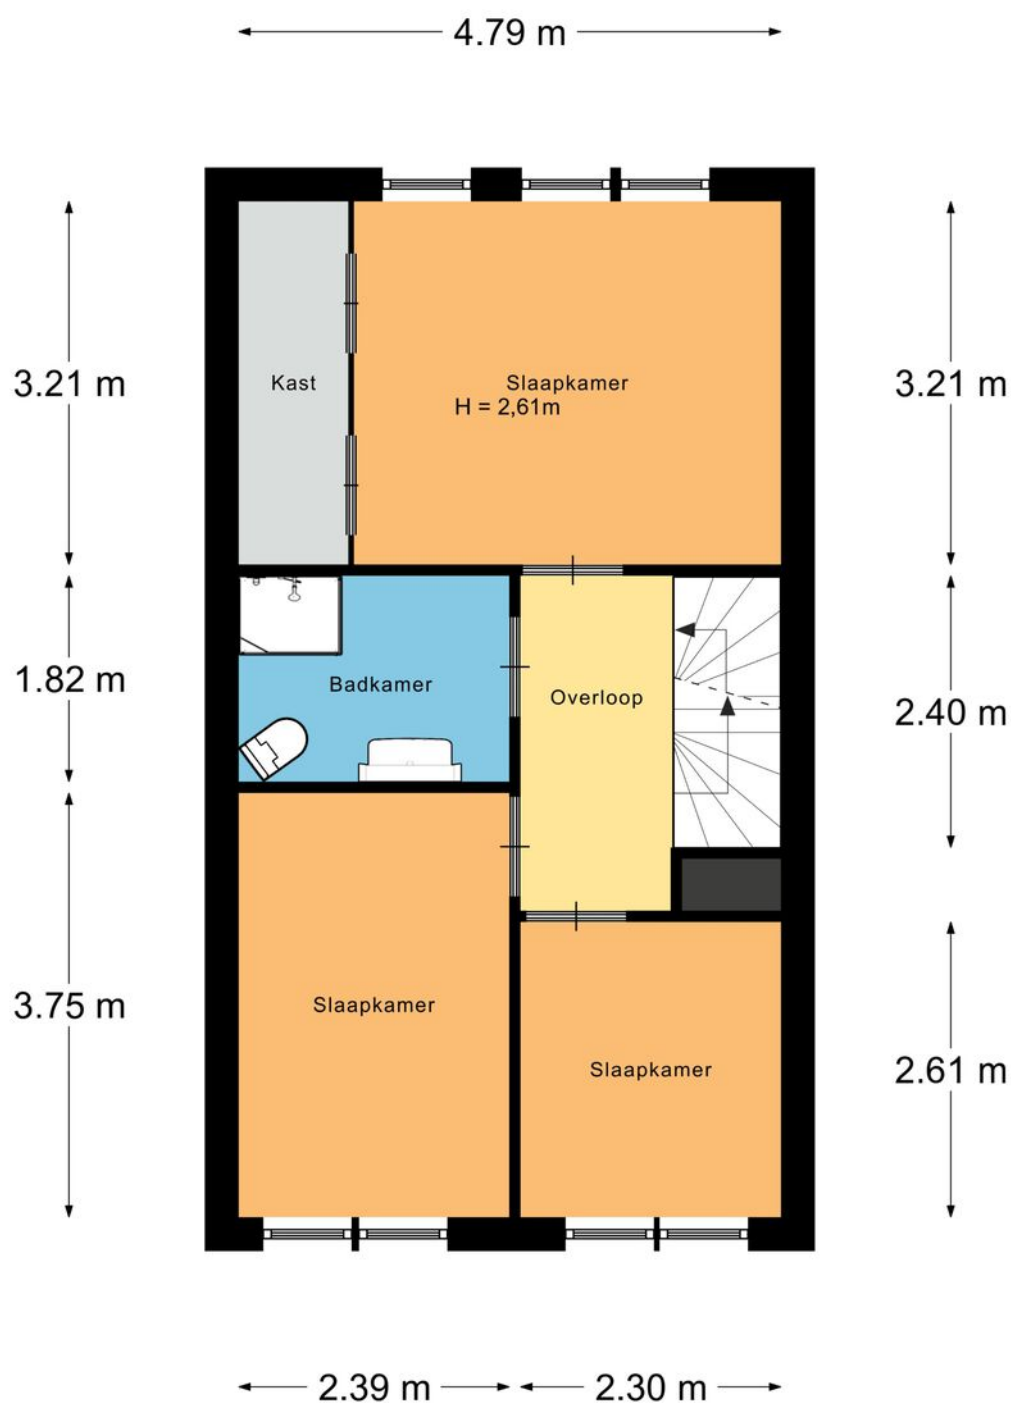 4.79 m
3.21 m
Kast
Slaapkamer
H = 2,61m
3.21 m
1.82 m
Badkamer
Overloop
2.40 m
3.75 m
Slaapkamer
Slaapkamer
2.61 m
2.39 m
2.30 m